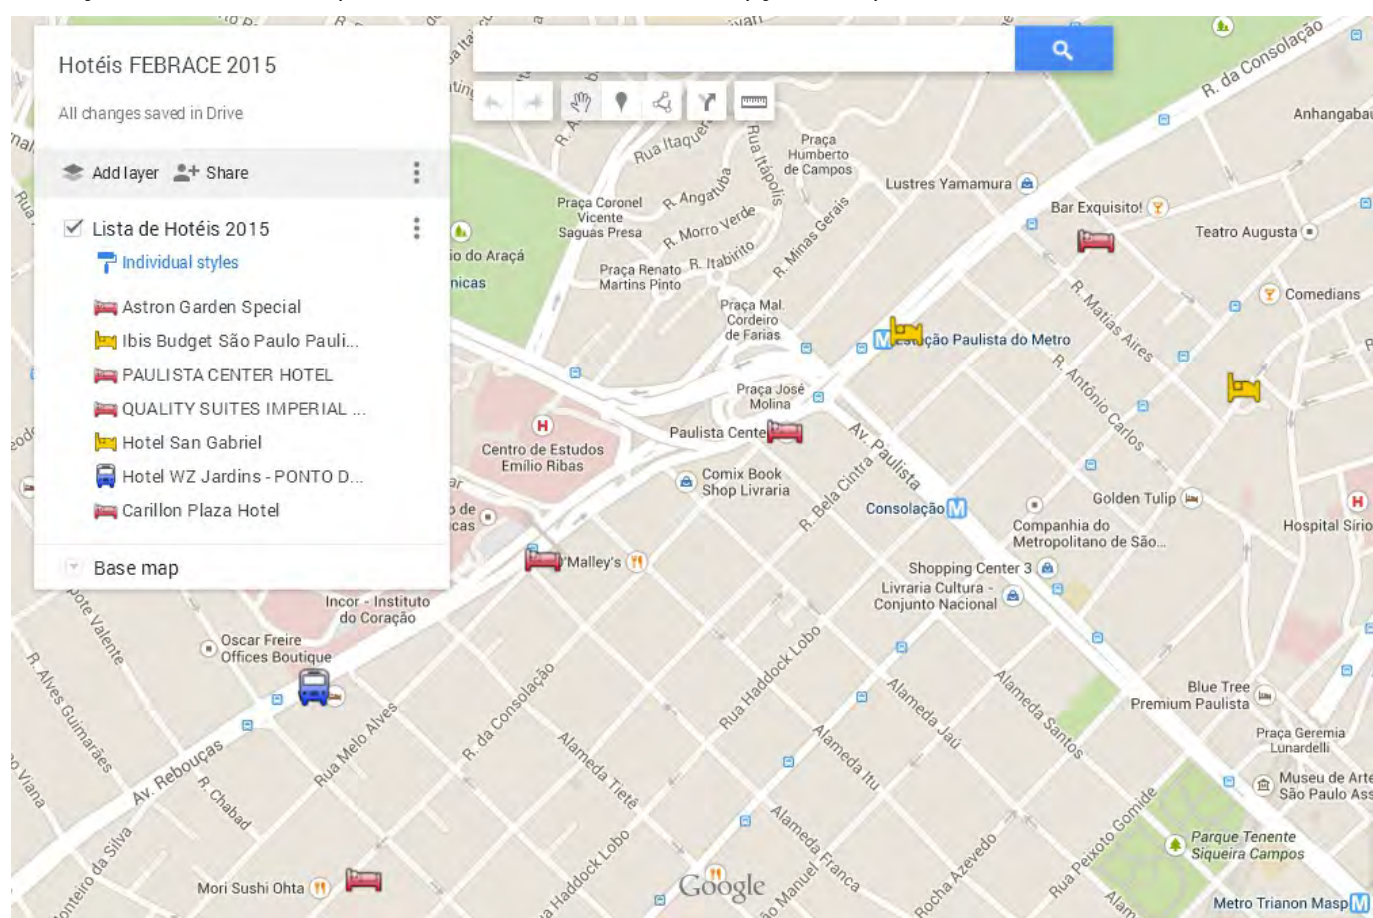 Hotéis FEBRACE 2015
All changes saved in Drive
Add layer
Share
Lista de Hotéis 2015
Individual styles
Astron Garden Special
Ibis Budget São Paulo Pauli...
PAULISTA CENTER HOTEL
QUALITY SUITES IMPERIAL ...
Hotel San Gabriel
Hotel WZ Jardins - PONTO D...
Carillon Plaza Hotel
Base map
R. da Consolação
Anhangabaú
Rua Itápolis
Praça
Humberto
de Campos
Lustres Yamamura
Bar Exquisito!
Teatro Augusta
R. Angatuba
Praça Coronel
Vicente
Saguas Presa
R. Morro Verde
R. Itabirito
R. Minas Gerais
io do Araçá
nicas
Praça Renato
Martins Pinto
R. Matias Aires
Comedians
Praça Mal.
Cordeiro
de Farias
Estação Paulista do Metro
R. Antônio Carlos
Praça José
Molina
H
Centro de Estudos
Emílio Ribas
Paulista Cente
Av. Paulista
Comix Book
Shop Livraria
R. Bela Cintra
Consolação M
Golden Tulip
Companhia do
Metropolitano de São...
H
Hospital Sírio
O'Malley's
Shopping Center 3
Livraria Cultura -
Conjunto Nacional
Incor - Instituto
do Coração
Oscar Freire
Offices Boutique
R. Alves Guimarães
Rua Melo Alves
R. da Consolação
Rua Haddock Lobo
Alameda Jaú
Alameda Santos
Blue Tree
Premium Paulista
Praça Geremia
Lunardelli
Museu de Arte
São Paulo Ass
Av. Rebouças
R. Chabad
Alameda Tietê
Alameda Itu
Alameda Franca
Rua Peixoto Gomide
Parque Tenente
Siqueira Campos
Mori Sushi Ohta
Haddock Lobo
Google
Rocha Azevedo
Metro Trianon Masp M